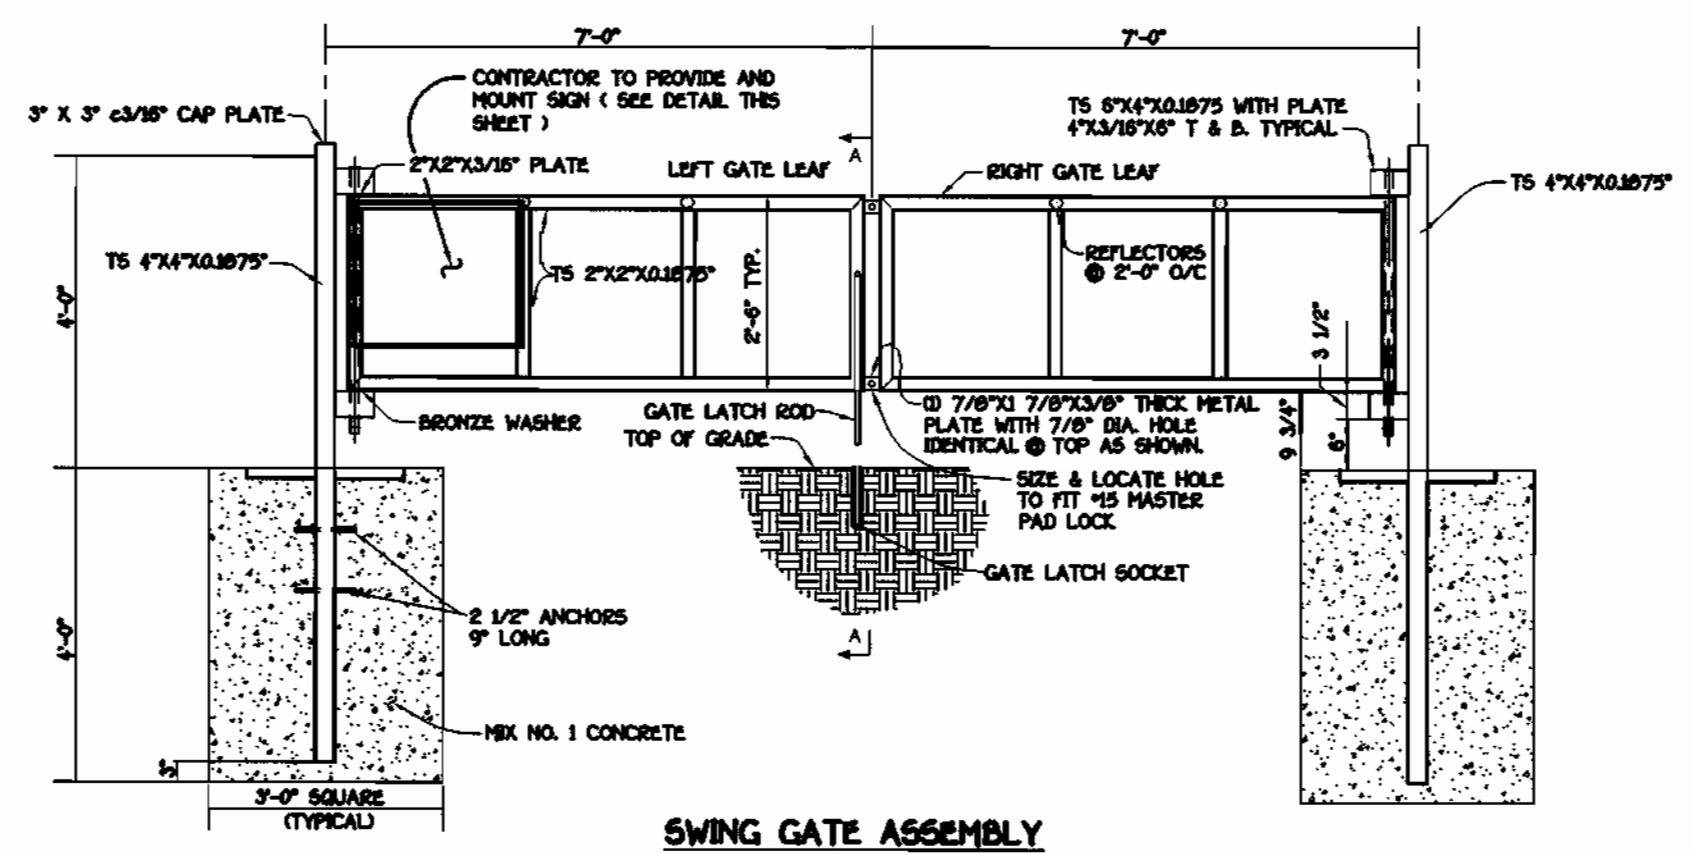 7'-0"
7'-0"
CONTRACTOR TO PROVIDE AND
MOUNT SIGN ( SEE DETAIL THIS
SHEET )
3" X 3" c3/16" CAP PLATE
TS 6"X4"X0.1875 WITH PLATE
4"X3/16"X6" T & B. TYPICAL
A
2"X2"X3/16" PLATE
LEFT GATE LEAF
RIGHT GATE LEAF
TS 4"X4"X0.1875"
TS 4"X4"X0.1875"
TS 2"X2"X0.1875"
2'-6" TYP.
REFLECTORS
@ 2'-0" O/C
4'-0"
3 1/2"
BRONZE WASHER
GATE LATCH ROD
TOP OF GRADE
(1) 7/8"X1 7/8"X3/8" THICK METAL
PLATE WITH 7/8" DIA. HOLE
IDENTICAL @ TOP AS SHOWN.
9 3/4"
6"
SIZE & LOCATE HOLE
TO FIT #15 MASTER
PAD LOCK
GATE LATCH SOCKET
2 1/2" ANCHORS
9" LONG
4'-0"
A
MIX NO. 1 CONCRETE
3"
3'-0" SQUARE
(TYPICAL)
SWING GATE ASSEMBLY